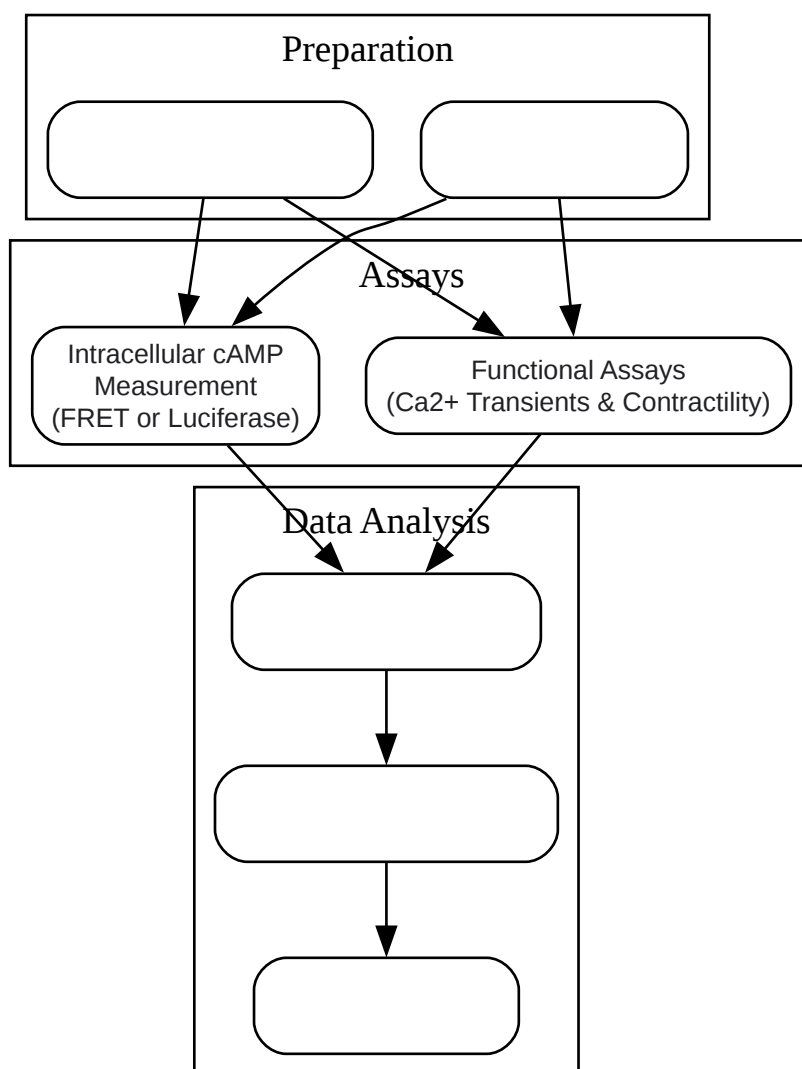 Preparation
Assays
Intracellular cAMP
Measurement
(FRET or Luciferase)
Functional Assays
(Ca2+ Transients & Contractility)
Data Analysis